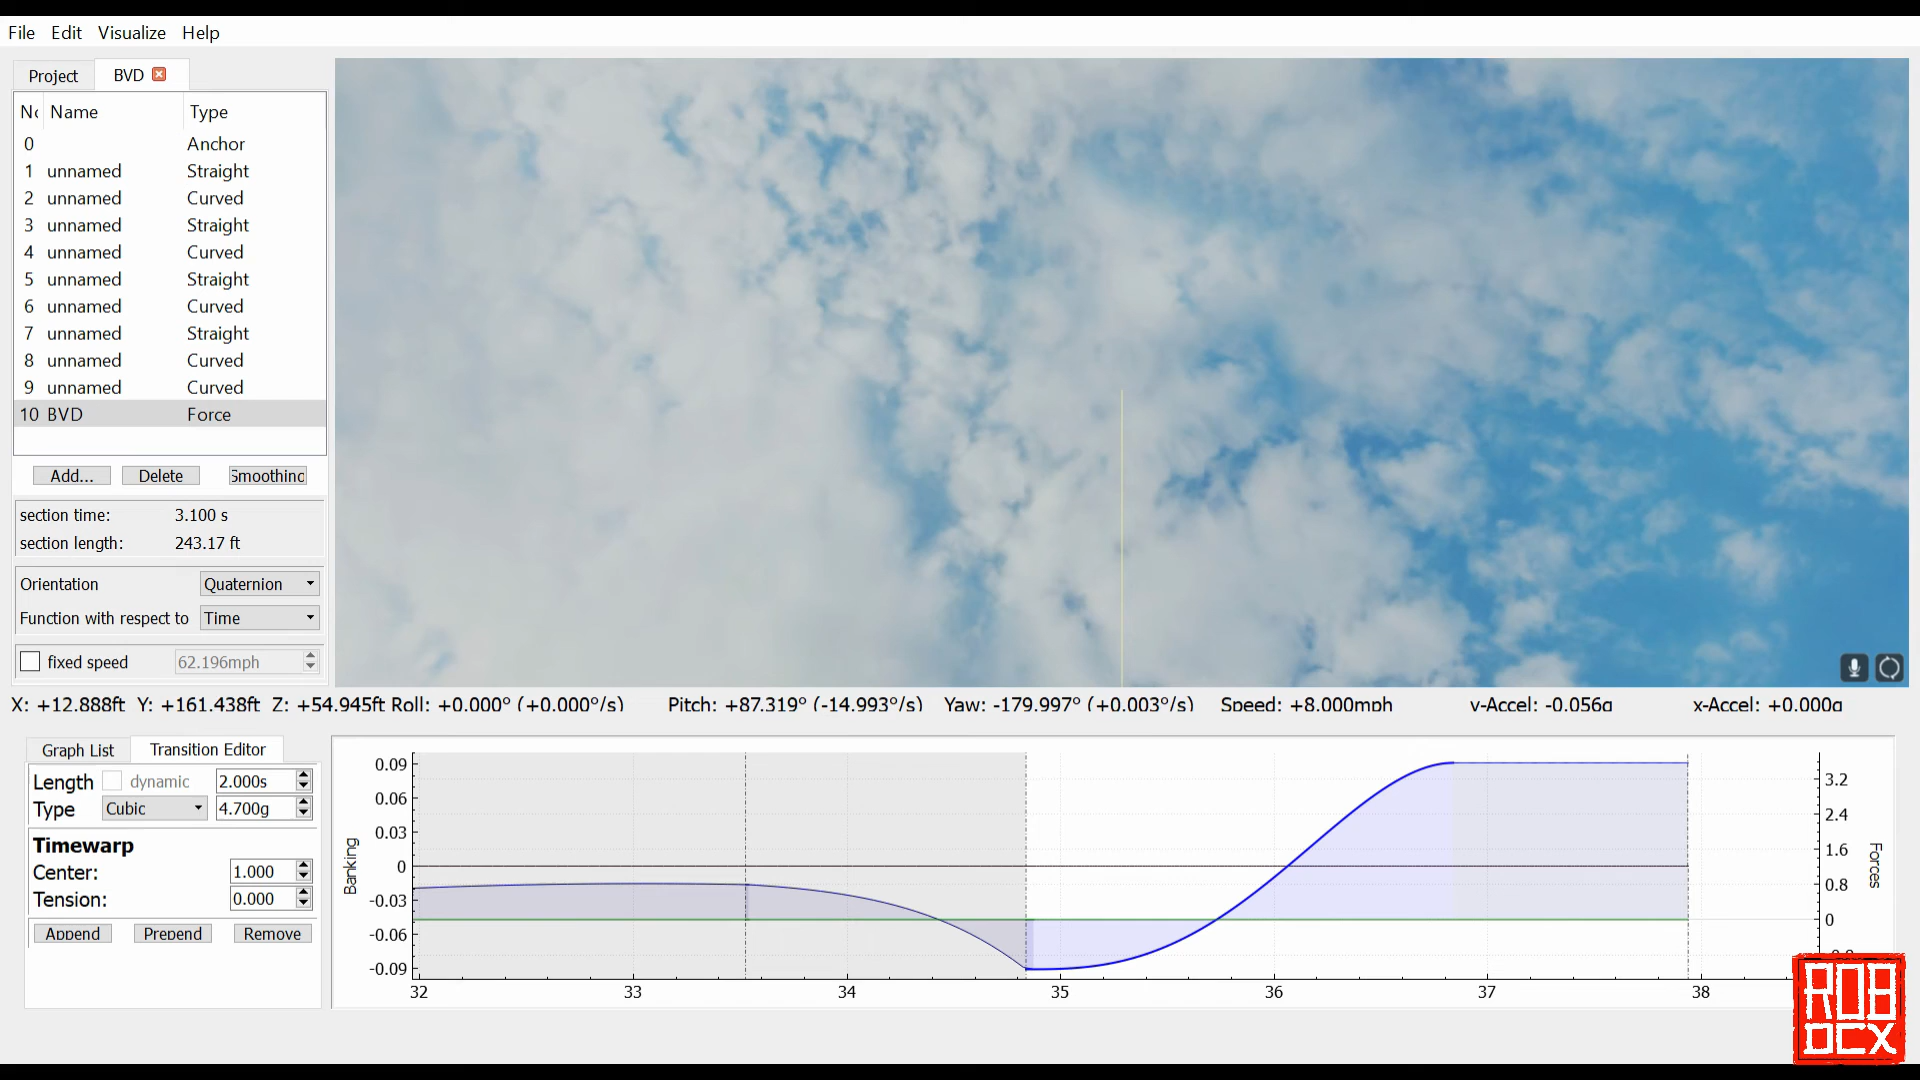 File Edit Visualize Help
Project BVD
Name Type
0 Anchor
1 unnamed Straight
2 unnamed Curved
3 unnamed Straight
4 unnamed Curved
5 unnamed Straight
6 unnamed Curved
7 unnamed Straight
8 unnamed Curved
9 unnamed Curved
10 BVD Force
Add... Delete Smoothing
section time: 3.100 s
section length: 243.17 ft
Orientation Quaternion
Function with respect to Time
fixed speed 62.196mph
X: +12.888ft Y: +161.438ft Z: +54.945ft Roll: +0.000° (+0.000°/s) Pitch: +87.319° (-14.993°/s) Yaw: -179.997° (+0.003°/s) Speed: +8.000mph y-Accel: -0.056g x-Accel: +0.000g
Graph List Transition Editor
Length dynamic 2.000s
Type Cubic 4.700g
Timewarp
Center: 1.000
Tension: 0.000
Append Prepend Remove
Banking
0.09
0.06
0.03
0
-0.03
-0.06
-0.09
32 33 34 35 36 37 38
3.2
2.4
1.6
0.8
0
Forces
ROB
DCX